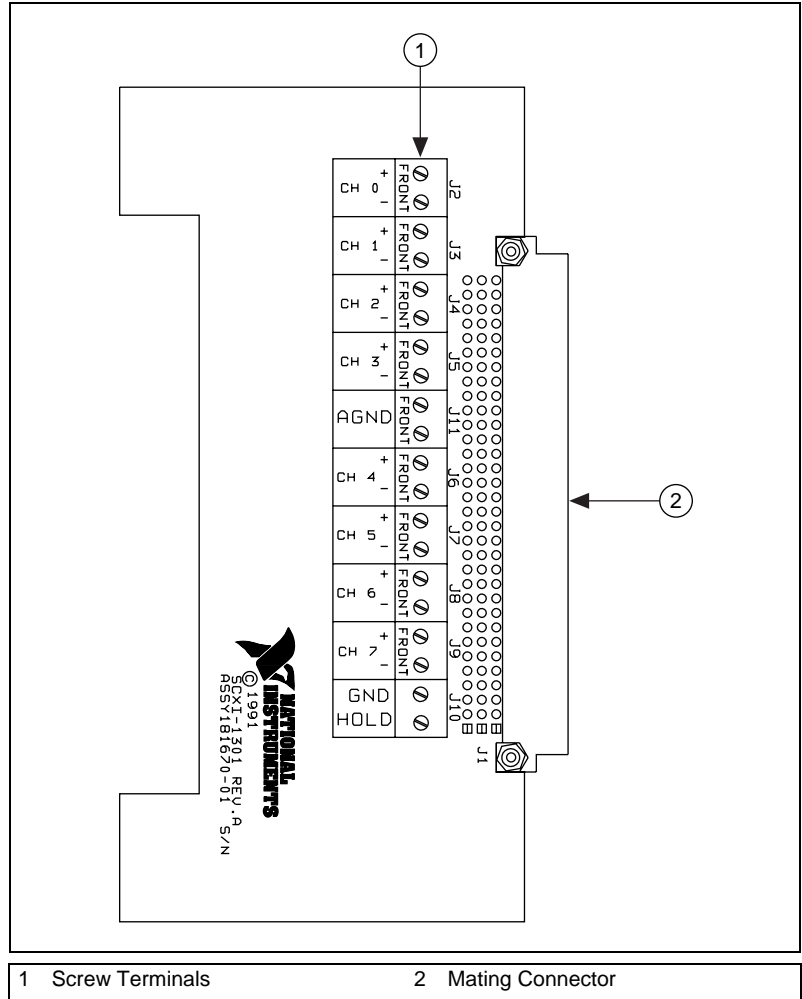 1
CH 0 + - FRONT J2
CH 1 + - FRONT J3
CH 2 + - FRONT J4
CH 3 + - FRONT J5
AGND FRONT J11
CH 4 + - FRONT J6
CH 5 + - FRONT J7
CH 6 + - FRONT J8
CH 7 + - FRONT J9
GND
HOLD
J10
J1
2
NATIONAL
INSTRUMENTS
© 1991
SCXI-1301 REV.A
ASSY181670-01 S/N
1 Screw Terminals 2 Mating Connector